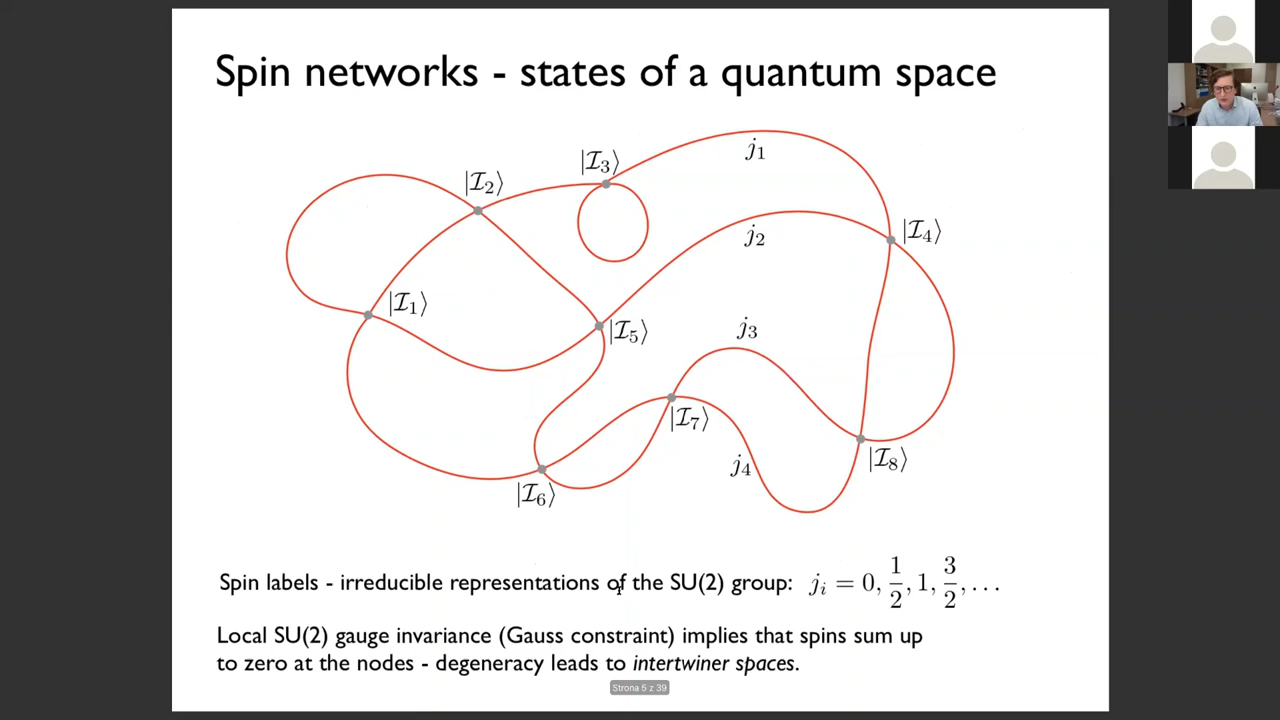 Spin networks - states of a quantum space
|ℐ₃⟩
j₁
|ℐ₂⟩
j₂
|ℐ₄⟩
|ℐ₁⟩
|ℐ₅⟩
j₃
|ℐ₇⟩
j₄
|ℐ₈⟩
|ℐ₆⟩
Spin labels - irreducible representations of the SU(2) group: jᵢ = 0, 1/2, 1, 3/2, ...
Local SU(2) gauge invariance (Gauss constraint) implies that spins sum up
to zero at the nodes - degeneracy leads to intertwiner spaces.
Strona 5 z 39